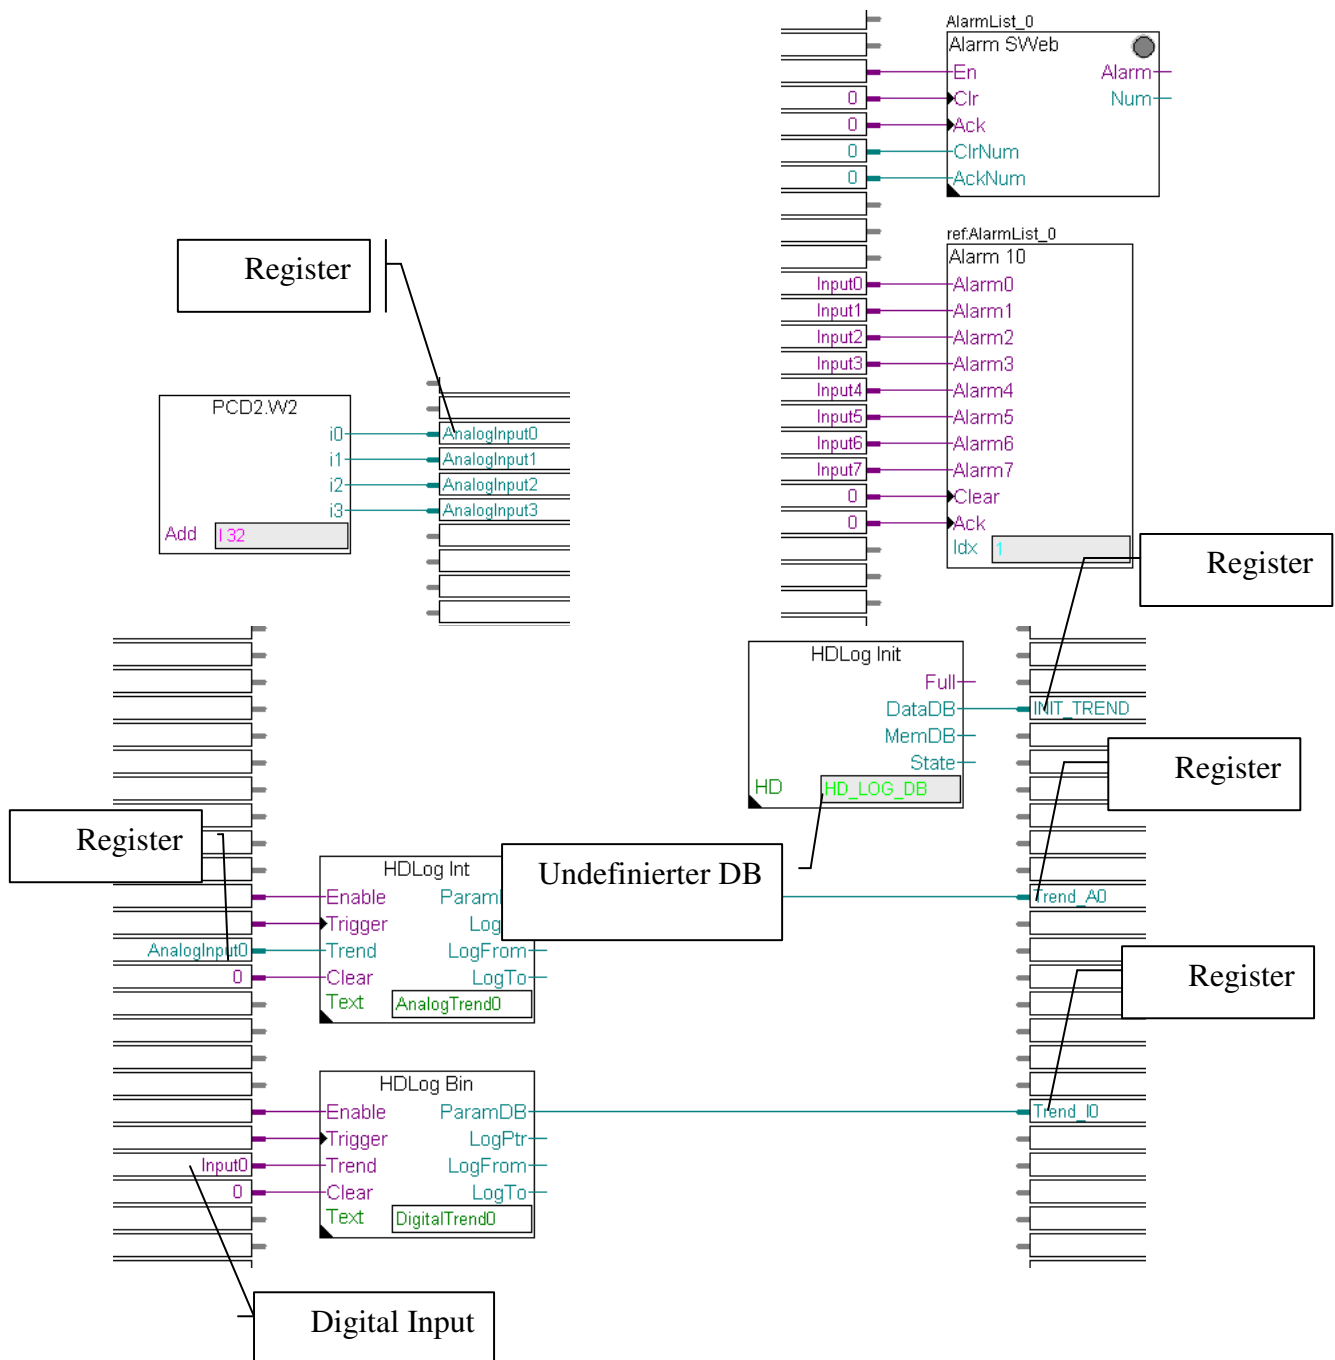 AlarmList_0
Alarm SWeb
En Alarm
0 Clr Num
0 Ack
0 ClrNum
0 AckNum
ref:AlarmList_0
Alarm 10
Input0 Alarm0
Input1 Alarm1
Input2 Alarm2
Input3 Alarm3
Input4 Alarm4
Input5 Alarm5
Input6 Alarm6
Input7 Alarm7
0 Clear
0 Ack
Idx 1
Register
PCD2.W2
i0 AnalogInput0
i1 AnalogInput1
i2 AnalogInput2
i3 AnalogInput3
Add I 32
Register
HDLog Init
Full
DataDB INIT_TREND
MemDB
State
HD HD_LOG_DB
Register
Register
Undefinierter DB
HDLog Int
Enable Trend_A0
Trigger
AnalogInput0 Trend LogFrom
0 Clear LogTo
Text AnalogTrend0
Register
HDLog Bin
Enable ParamDB Trend_I0
Trigger LogPtr
Input0 Trend LogFrom
0 Clear LogTo
Text DigitalTrend0
Digital Input